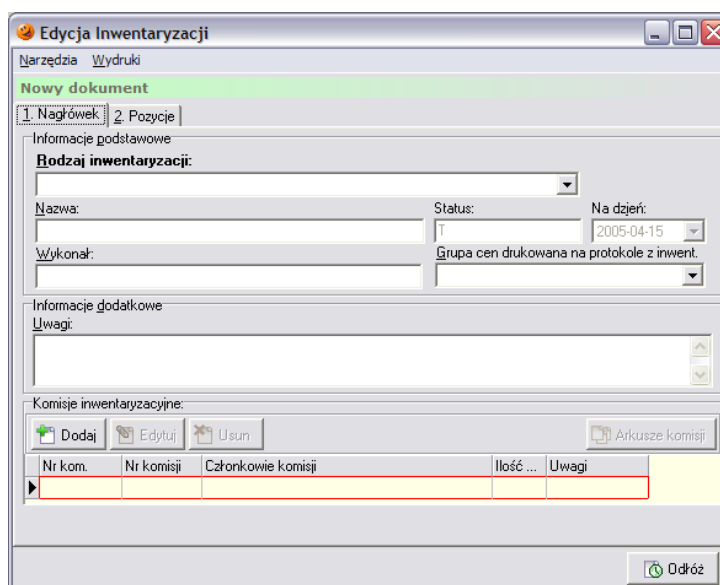 Edycja Inwentaryzacji
Narzędzia Wydruki
Nowy dokument
1. Nagłówek 2. Pozycje
Informacje podstawowe
Rodzaj inwentaryzacji:
Nazwa: Status: Na dzień:
T 2005-04-15
Wykonał: Grupa cen drukowana na protokole z inwent.
Informacje dodatkowe
Uwagi:
Komisje inwentaryzacyjne:
Dodaj Edytuj Usun Arkusze komisji
Nr kom. Nr komisji Członkowie komisji Ilość ... Uwagi
Odłóż